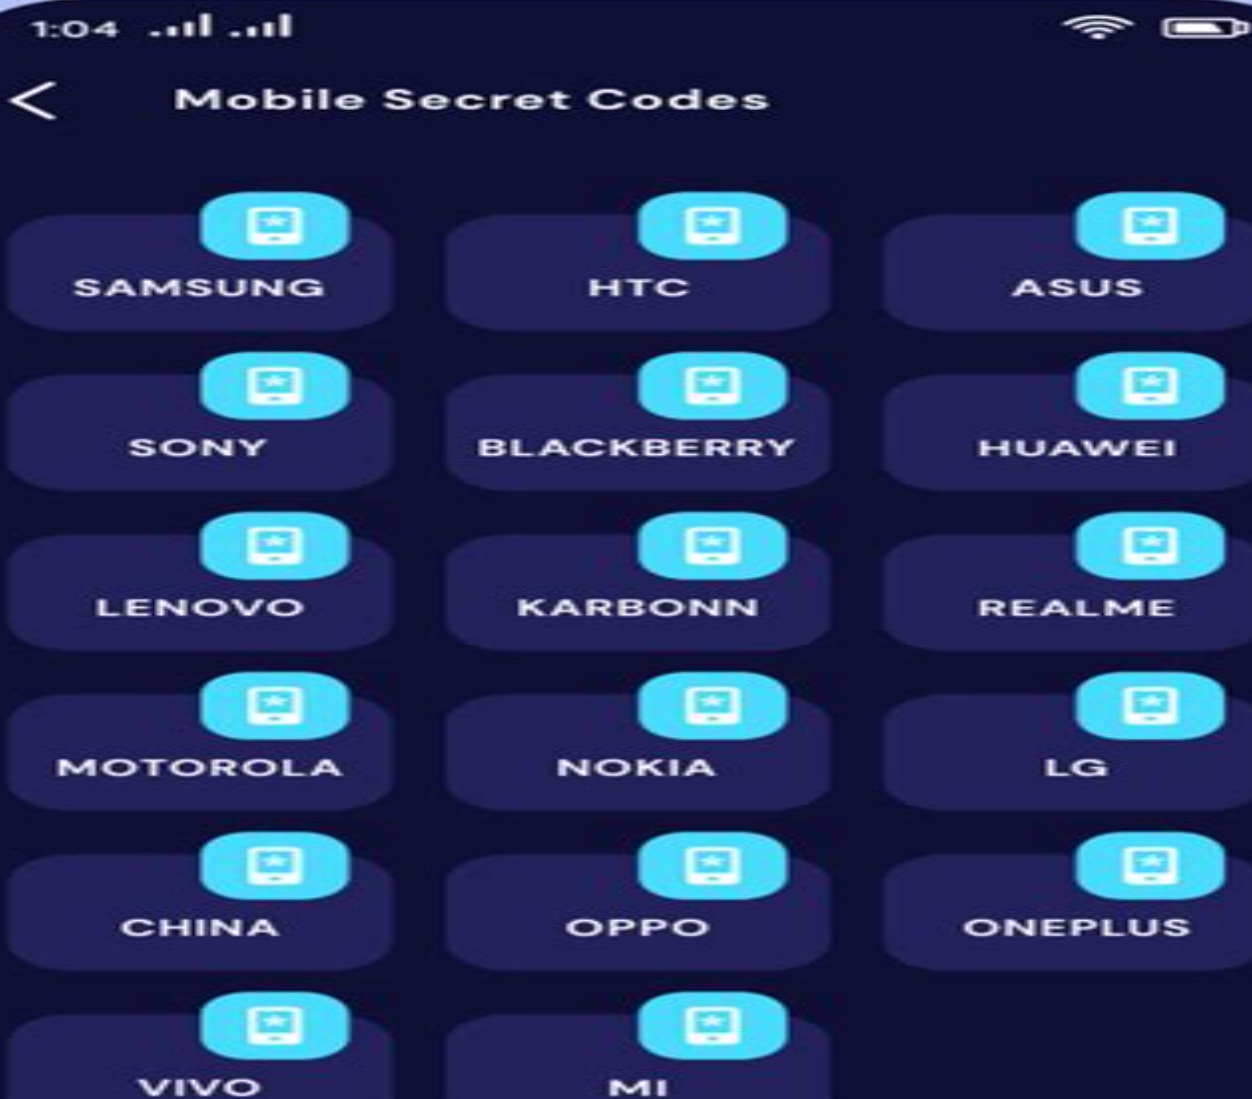 1:04
Mobile Secret Codes
SAMSUNG HTC ASUS
SONY BLACKBERRY HUAWEI
LENOVO KARBONN REALME
MOTOROLA NOKIA LG
CHINA OPPO ONEPLUS
VIVO MI